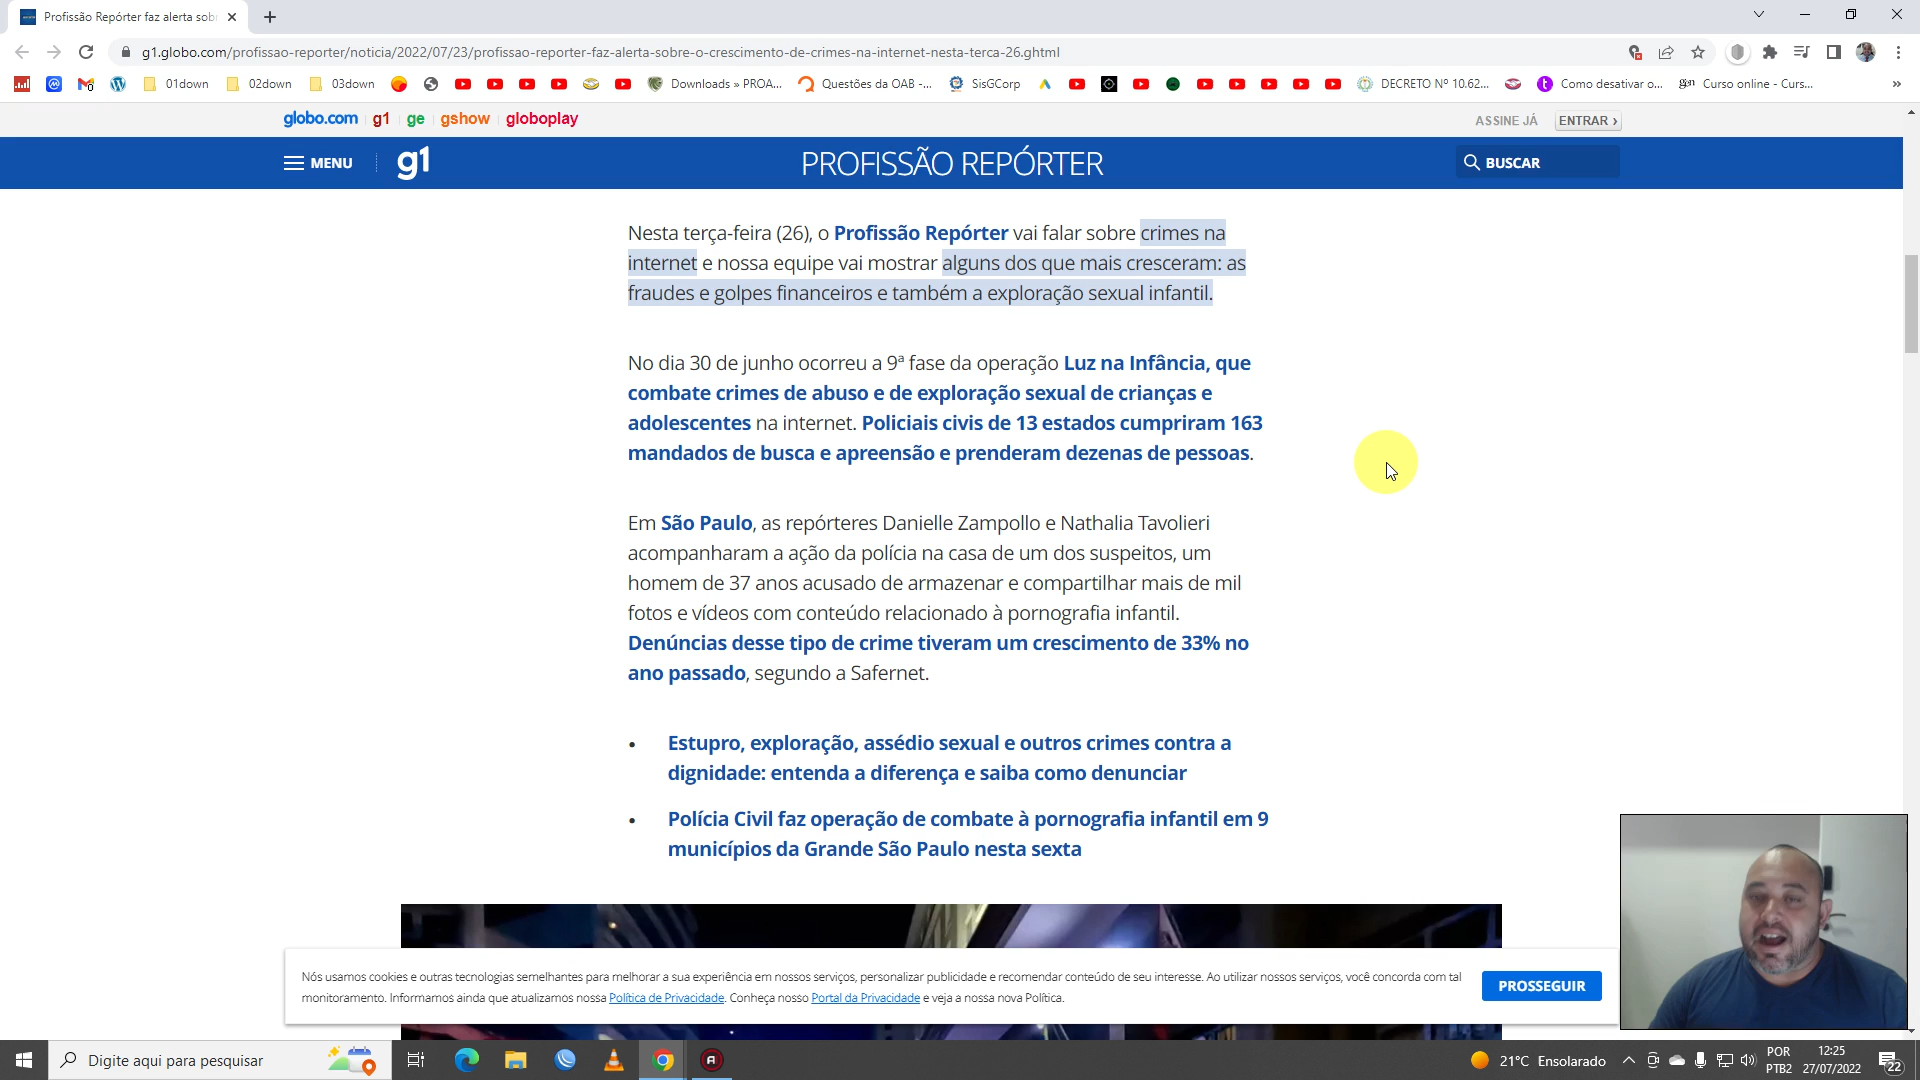 Profissão Repórter faz alerta sob
g1.globo.com/profissao-reporter/noticia/2022/07/23/profissao-reporter-faz-alerta-sobre-o-crescimento-de-crimes-na-internet-nesta-terca-26.ghtml
01down 02down 03down Downloads » PROA... Questões da OAB -... SisGCorp DECRETO Nº 10.62... Como desativar o... Curso online - Curs... »
globo.com g1 ge gshow globoplay ASSINE JÁ ENTRAR ›
MENU g1 PROFISSÃO REPÓRTER BUSCAR
Nesta terça-feira (26), o Profissão Repórter vai falar sobre crimes na
internet e nossa equipe vai mostrar alguns dos que mais cresceram: as
fraudes e golpes financeiros e também a exploração sexual infantil.
No dia 30 de junho ocorreu a 9ª fase da operação Luz na Infância, que
combate crimes de abuso e de exploração sexual de crianças e
adolescentes na internet. Policiais civis de 13 estados cumpriram 163
mandados de busca e apreensão e prenderam dezenas de pessoas.
Em São Paulo, as repórteres Danielle Zampollo e Nathalia Tavolieri
acompanharam a ação da polícia na casa de um dos suspeitos, um
homem de 37 anos acusado de armazenar e compartilhar mais de mil
fotos e vídeos com conteúdo relacionado à pornografia infantil.
Denúncias desse tipo de crime tiveram um crescimento de 33% no
ano passado, segundo a Safernet.
• Estupro, exploração, assédio sexual e outros crimes contra a
dignidade: entenda a diferença e saiba como denunciar
• Polícia Civil faz operação de combate à pornografia infantil em 9
municípios da Grande São Paulo nesta sexta
Nós usamos cookies e outras tecnologias semelhantes para melhorar a sua experiência em nossos serviços, personalizar publicidade e recomendar conteúdo de seu interesse. Ao utilizar nossos serviços, você concorda com tal
monitoramento. Informamos ainda que atualizamos nossa Política de Privacidade. Conheça nosso Portal da Privacidade e veja a nossa nova Política.
PROSSEGUIR
Digite aqui para pesquisar
21°C Ensolarado
POR
PTB2
12:25
27/07/2022
22